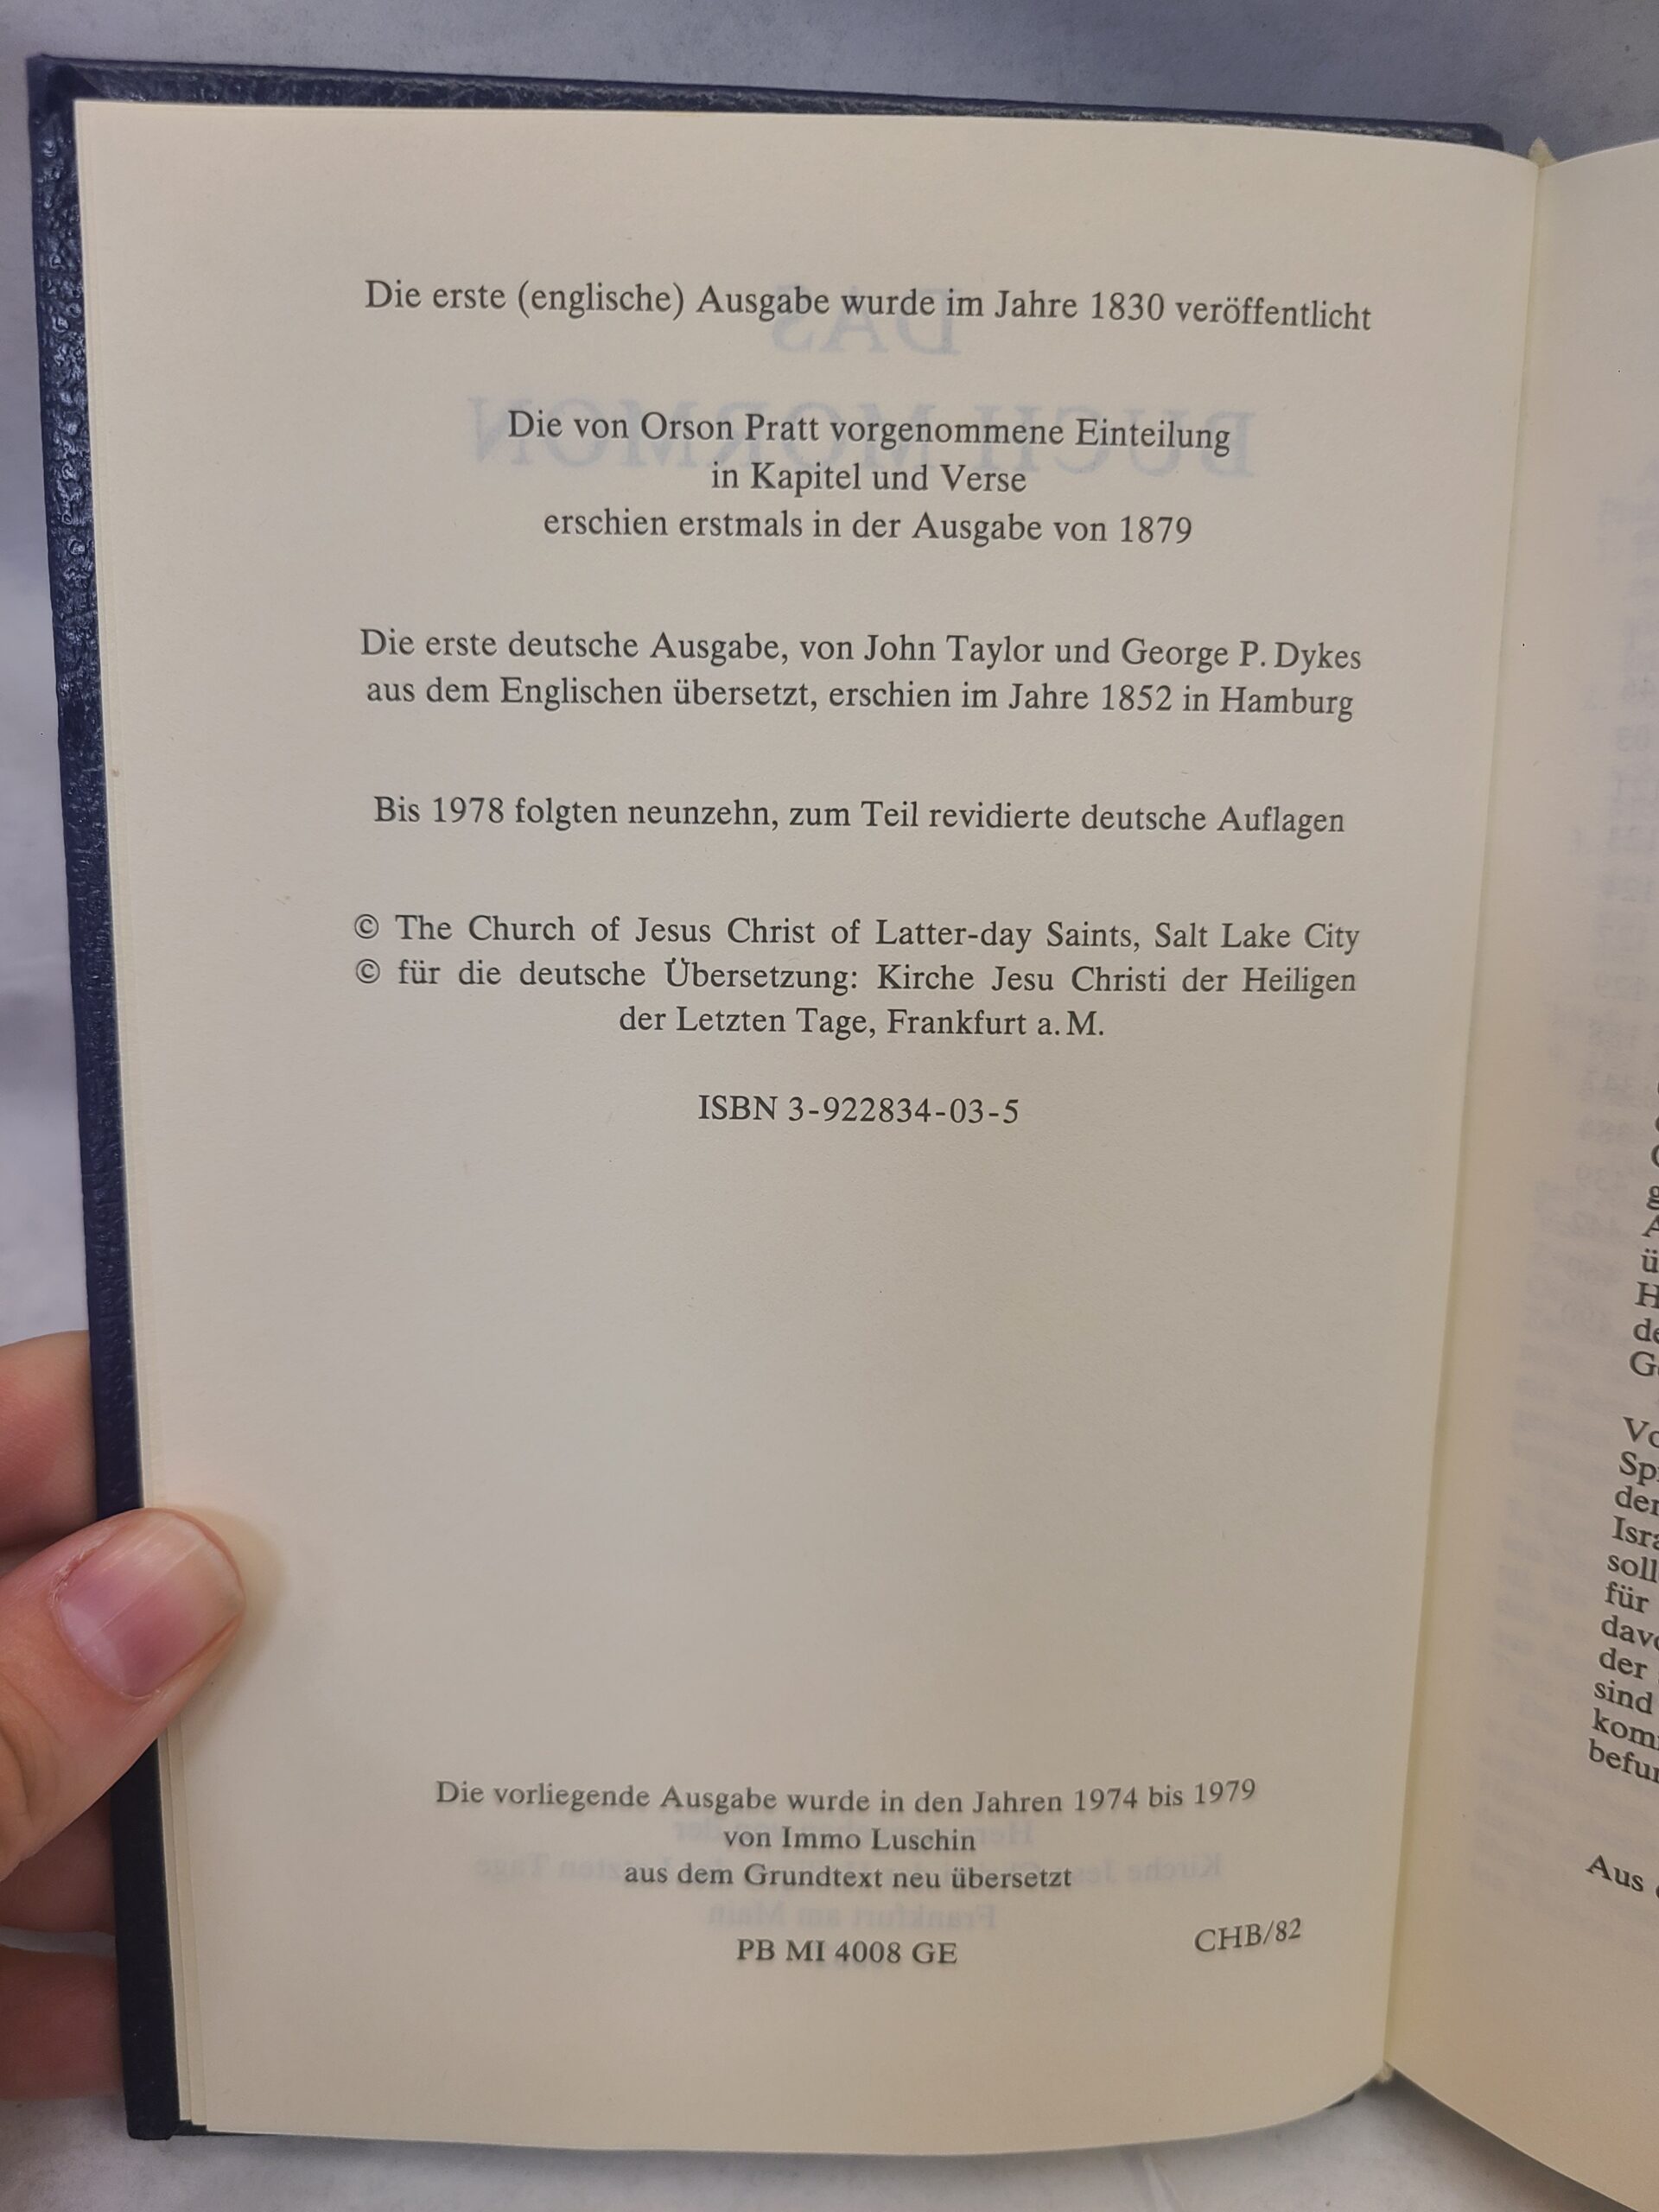 Die erste (englische) Ausgabe wurde im Jahre 1830 veröffentlicht
Die von Orson Pratt vorgenommene Einteilung
in Kapitel und Verse
erschien erstmals in der Ausgabe von 1879
Die erste deutsche Ausgabe, von John Taylor und George P. Dykes
aus dem Englischen übersetzt, erschien im Jahre 1852 in Hamburg
Bis 1978 folgten neunzehn, zum Teil revidierte deutsche Auflagen
© The Church of Jesus Christ of Latter-day Saints, Salt Lake City
© für die deutsche Übersetzung: Kirche Jesu Christi der Heiligen
der Letzten Tage, Frankfurt a. M.
ISBN 3-922834-03-5
Die vorliegende Ausgabe wurde in den Jahren 1974 bis 1979
von Immo Luschin
aus dem Grundtext neu übersetzt
PB MI 4008 GE
CHB/82
für
der
sind
Aus